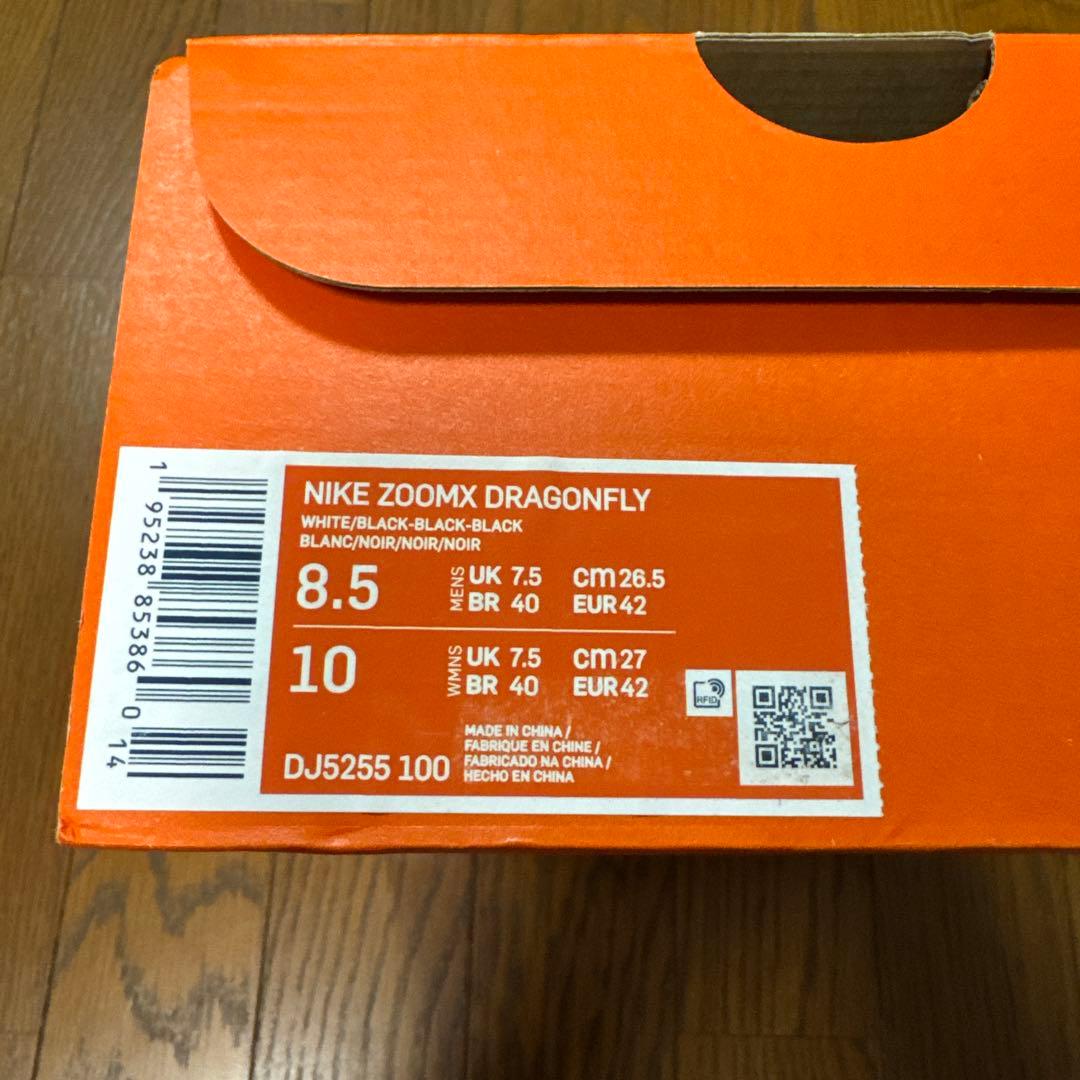 NIKE ZOOMX DRAGONFLY
WHITE/BLACK-BLACK-BLACK
BLANC/NOIR/NOIR/NOIR
8.5 MENS UK 7.5 cm 26.5
BR 40 EUR 42
10 WMNS UK 7.5 cm 27
BR 40 EUR 42
RFID
MADE IN CHINA /
FABRIQUE EN CHINE /
FABRICADO NA CHINA /
HECHO EN CHINA
DJ5255 100
1 95238 85386 0 14